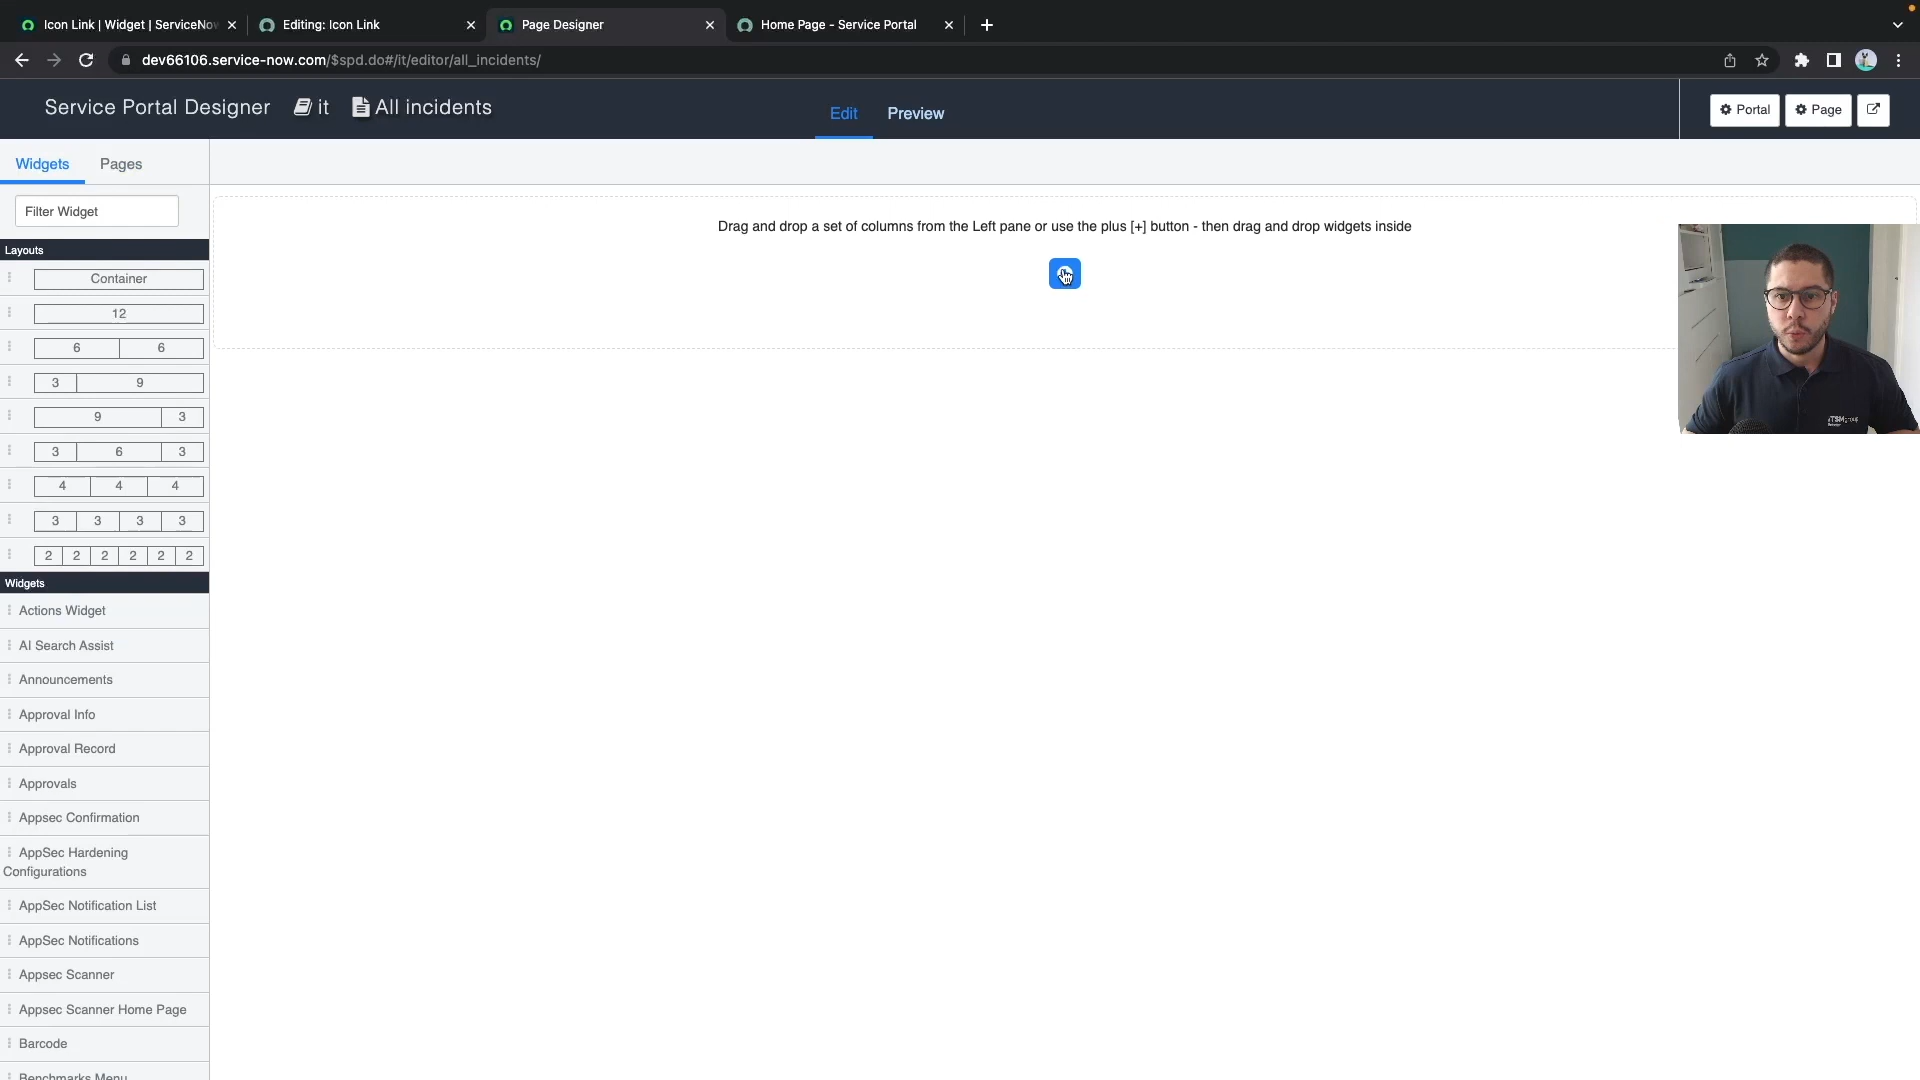 Icon Link | Widget | ServiceNow
Editing: Icon Link
Page Designer
Home Page - Service Portal
dev66106.service-now.com/$spd.do#/it/editor/all_incidents/
Service Portal Designer
it
All incidents
Edit
Preview
Portal
Page
Widgets
Pages
Filter Widget
Layouts
Container
12
6 6
3 9
9 3
3 6 3
4 4 4
3 3 3 3
2 2 2 2 2 2
Widgets
Actions Widget
AI Search Assist
Announcements
Approval Info
Approval Record
Approvals
Appsec Confirmation
AppSec Hardening
Configurations
AppSec Notification List
AppSec Notifications
Appsec Scanner
Appsec Scanner Home Page
Barcode
Benchmarks Menu
Drag and drop a set of columns from the Left pane or use the plus [+] button - then drag and drop widgets inside